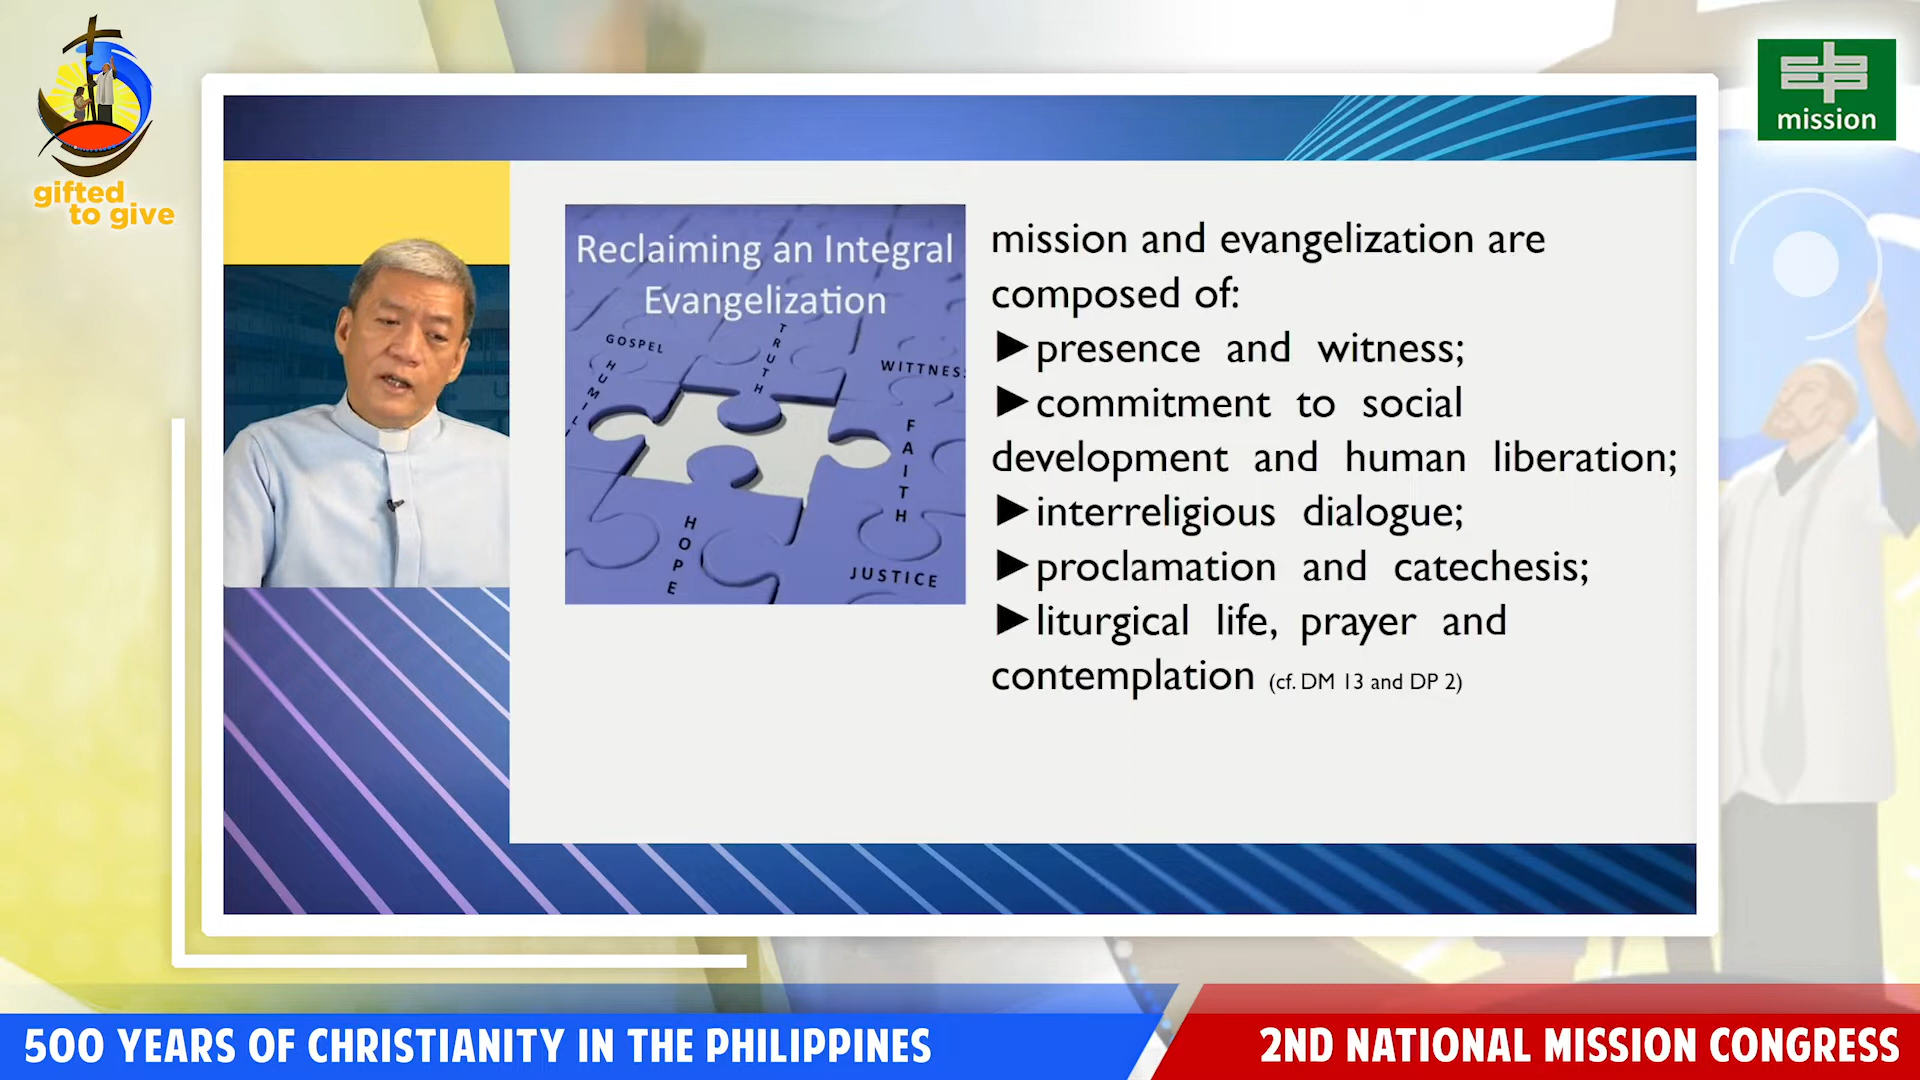 gifted
to give
cbcp
mission
Reclaiming an Integral
Evangelization
GOSPEL
HUMILI
TRUTH
WITTNES
FAITH
HOPE
JUSTICE
mission and evangelization are
composed of:
►presence and witness;
►commitment to social
development and human liberation;
►interreligious dialogue;
►proclamation and catechesis;
►liturgical life, prayer and
contemplation (cf. DM 13 and DP 2)
500 YEARS OF CHRISTIANITY IN THE PHILIPPINES
2ND NATIONAL MISSION CONGRESS